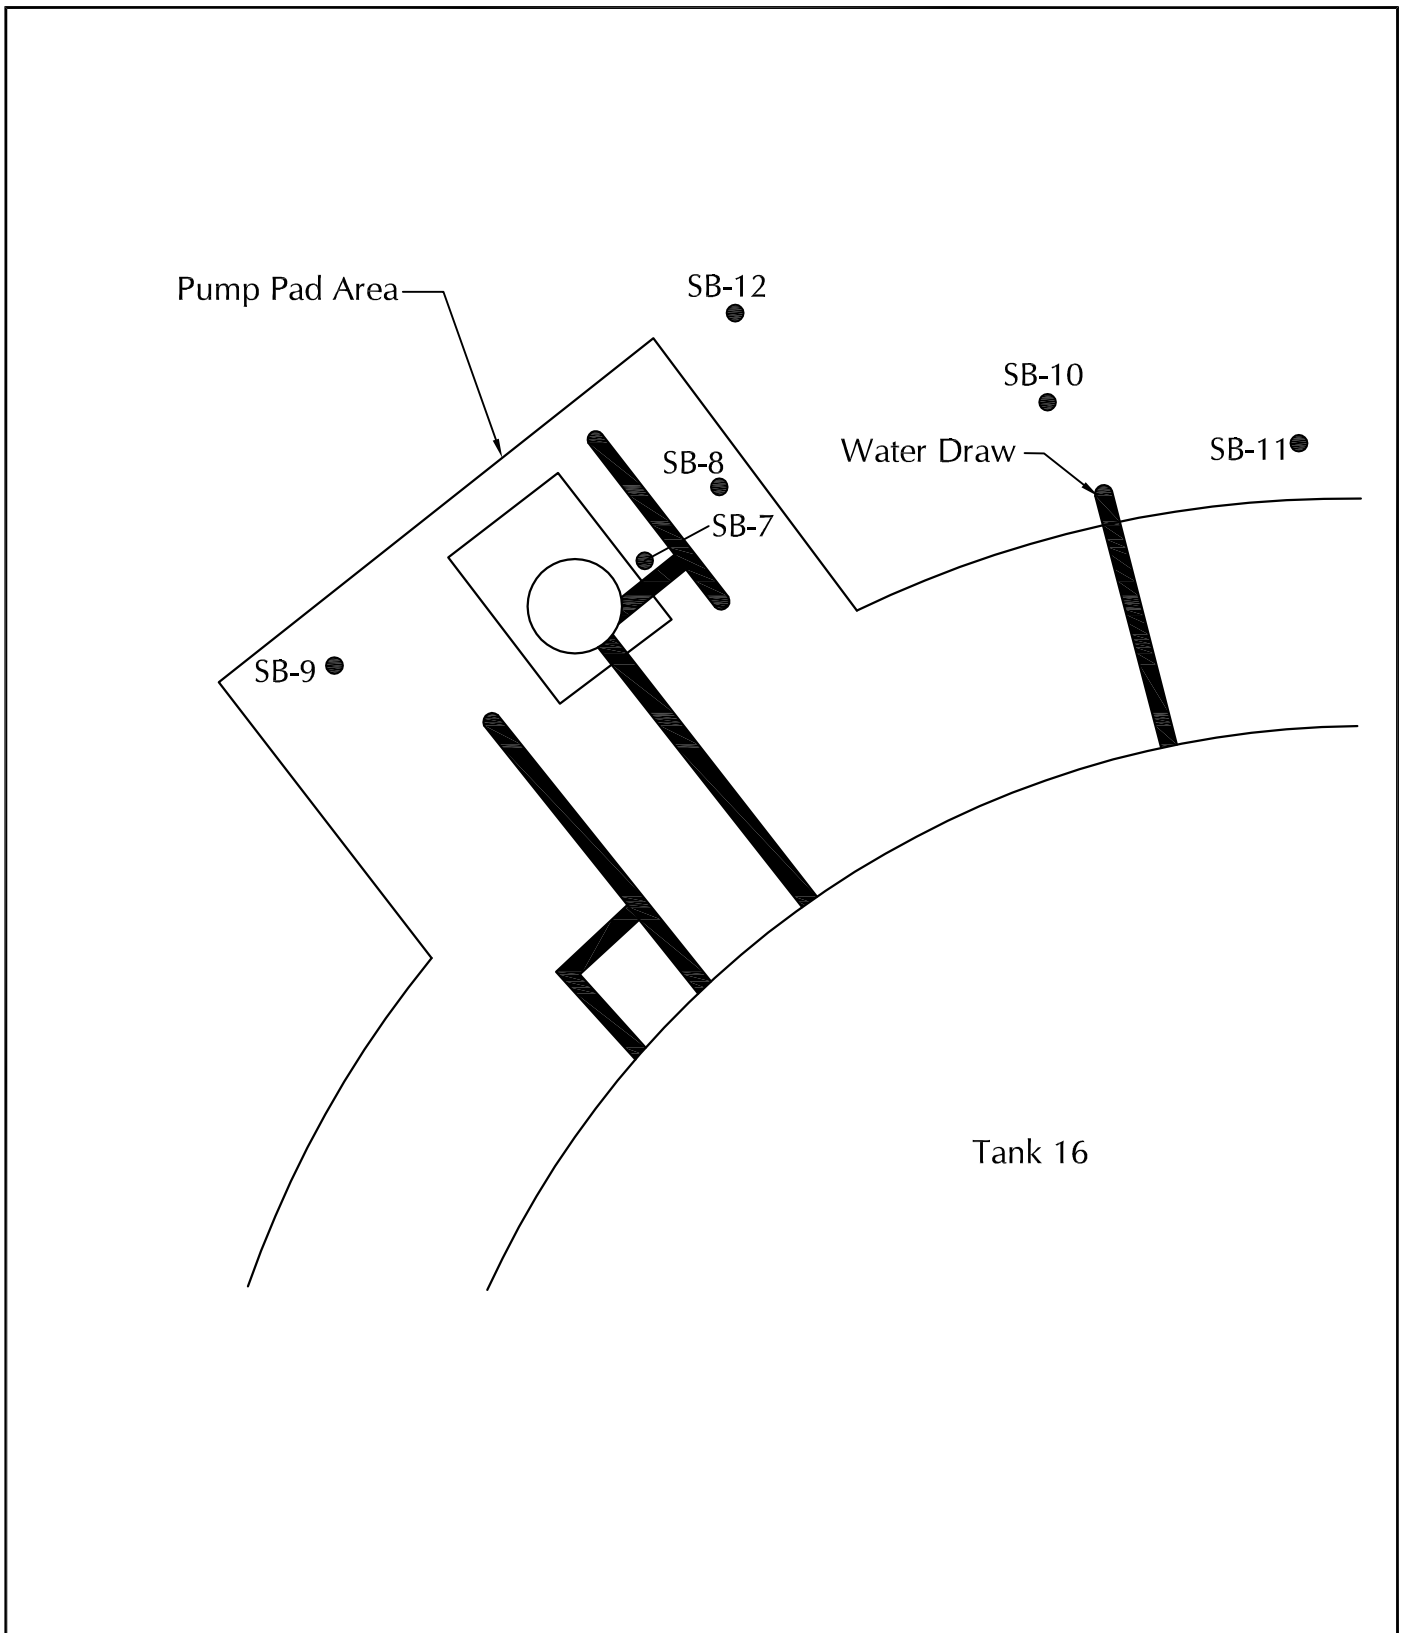 SB-12
Pump Pad Area
SB-10
Water Draw
SB-11
SB-8
SB-7
SB-9
Tank 16